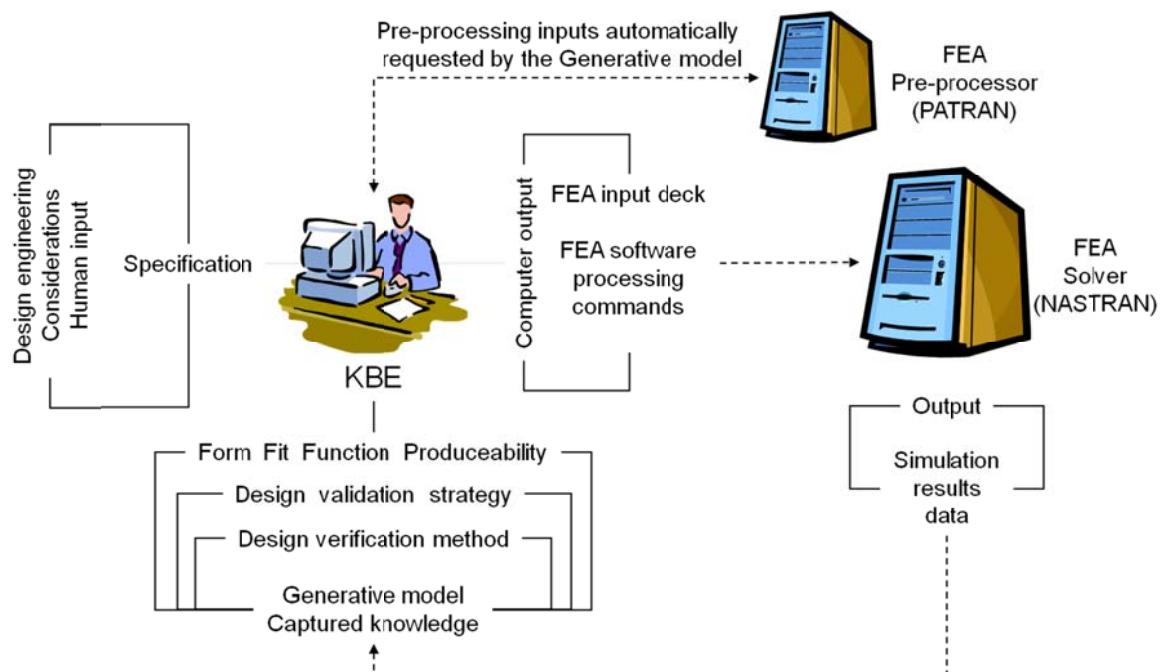 Pre-processing inputs automatically
requested by the Generative model
FEA
Pre-processor
(PATRAN)
Design engineering
Considerations
Human input
Specification
KBE
Computer output
FEA input deck
FEA software
processing
commands
FEA
Solver
(NASTRAN)
Form Fit Function Produceability
Design validation strategy
Design verification method
Generative model
Captured knowledge
Output
Simulation
results
data